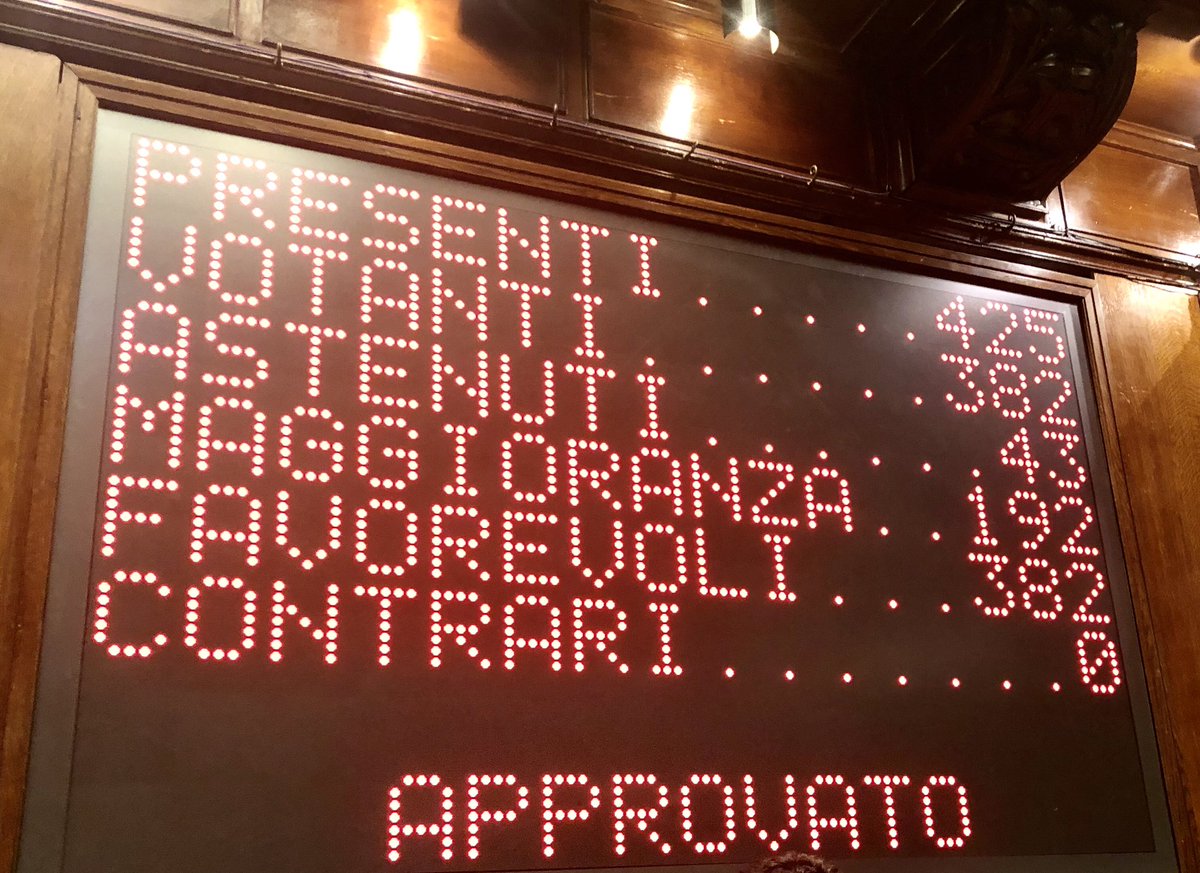 PRESENTI.....425
VOTANTI......382
ASTENUTI.....43
MAGGIORANZA..192
FAVOREVOLI...382
CONTRARI.......0
APPROVATO